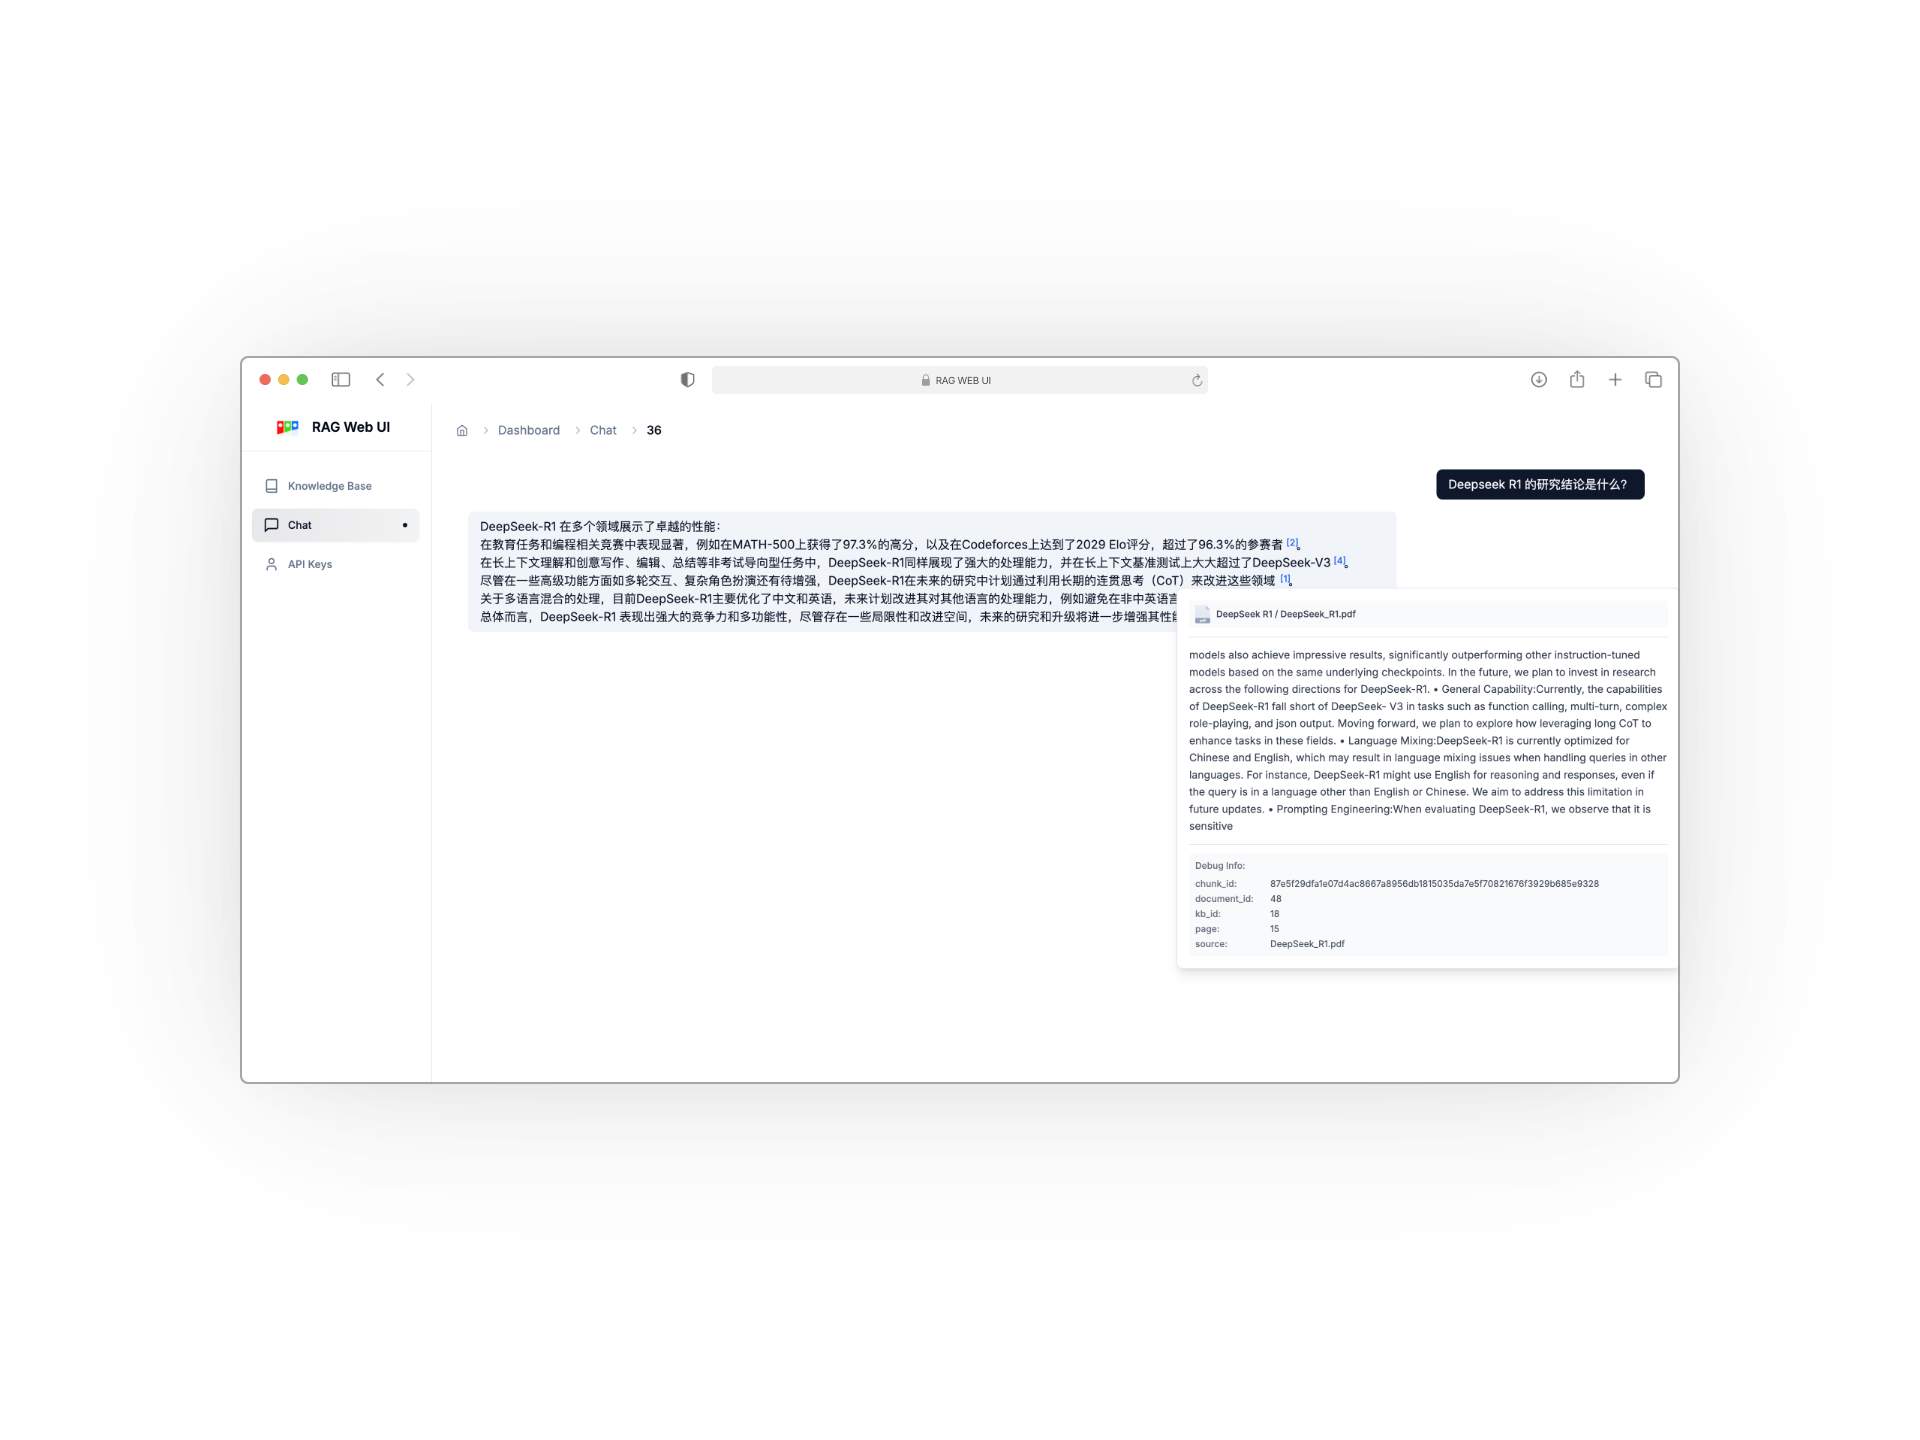 RAG WEB UI
RAG Web UI
Dashboard
Chat
36
Knowledge Base
Chat
API Keys
Deepseek R1 的研究结论是什么?
DeepSeek-R1 在多个领域展示了卓越的性能：
在教育任务和编程相关竞赛中表现显著，例如在MATH-500上获得了97.3%的高分，以及在Codeforces上达到了2029 Elo评分，超过了96.3%的参赛者 [2]。
在长上下文理解和创意写作、编辑、总结等非考试导向型任务中，DeepSeek-R1同样展现了强大的处理能力，并在长上下文基准测试上大大超过了DeepSeek-V3 [4]。
尽管在一些高级功能方面如多轮交互、复杂角色扮演还有待增强，DeepSeek-R1在未来的研究中计划通过利用长期的连贯思考（CoT）来改进这些领域 [1]。
关于多语言混合的处理，目前DeepSeek-R1主要优化了中文和英语，未来计划改进其对其他语言的处理能力，例如避免在非中英语言
总体而言，DeepSeek-R1 表现出强大的竞争力和多功能性，尽管存在一些局限性和改进空间，未来的研究和升级将进一步增强其性能
DeepSeek R1 / DeepSeek_R1.pdf
models also achieve impressive results, significantly outperforming other instruction-tuned
models based on the same underlying checkpoints. In the future, we plan to invest in research
across the following directions for DeepSeek-R1. • General Capability:Currently, the capabilities
of DeepSeek-R1 fall short of DeepSeek- V3 in tasks such as function calling, multi-turn, complex
role-playing, and json output. Moving forward, we plan to explore how leveraging long CoT to
enhance tasks in these fields. • Language Mixing:DeepSeek-R1 is currently optimized for
Chinese and English, which may result in language mixing issues when handling queries in other
languages. For instance, DeepSeek-R1 might use English for reasoning and responses, even if
the query is in a language other than English or Chinese. We aim to address this limitation in
future updates. • Prompting Engineering:When evaluating DeepSeek-R1, we observe that it is
sensitive
Debug Info:
chunk_id: 87e5f29dfa1e07d4ac8667a8956db1815035da7e5f70821676f3929b685e9328
document_id: 48
kb_id: 18
page: 15
source: DeepSeek_R1.pdf